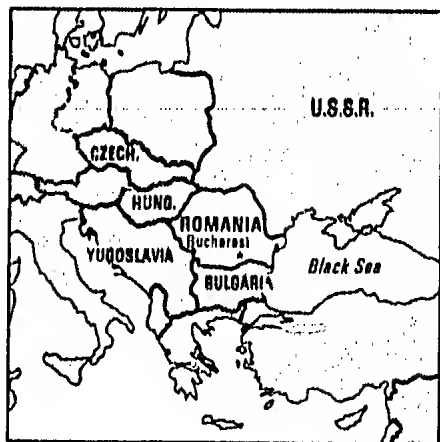 U.S.S.R.
CZECH.
HUNG.
ROMANIA
Bucharest
YUGOSLAVIA
Black Sea
BULGARIA